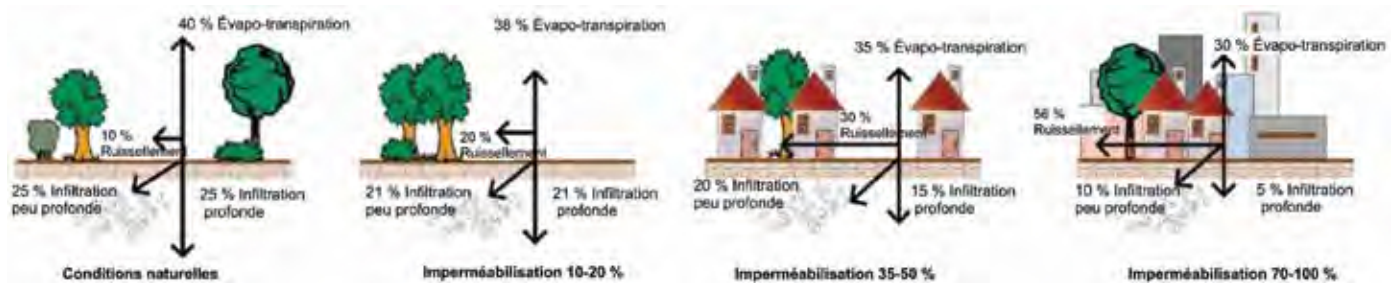 40 % Évapo-transpiration
10 %
Ruissellement
25 % Infiltration
peu profonde
25 % Infiltration
profonde
Conditions naturelles
38 % Évapo-transpiration
20 %
Ruissellement
21 % Infiltration
peu profonde
21 % Infiltration
profonde
Imperméabilisation 10-20 %
35 % Évapo-transpiration
30 %
Ruissellement
20 % Infiltration
peu profonde
15 % Infiltration
profonde
Imperméabilisation 35-50 %
30 % Évapo-transpiration
56 %
Ruissellement
10 % Infiltration
peu profonde
5 % Infiltration
profonde
Imperméabilisation 70-100 %